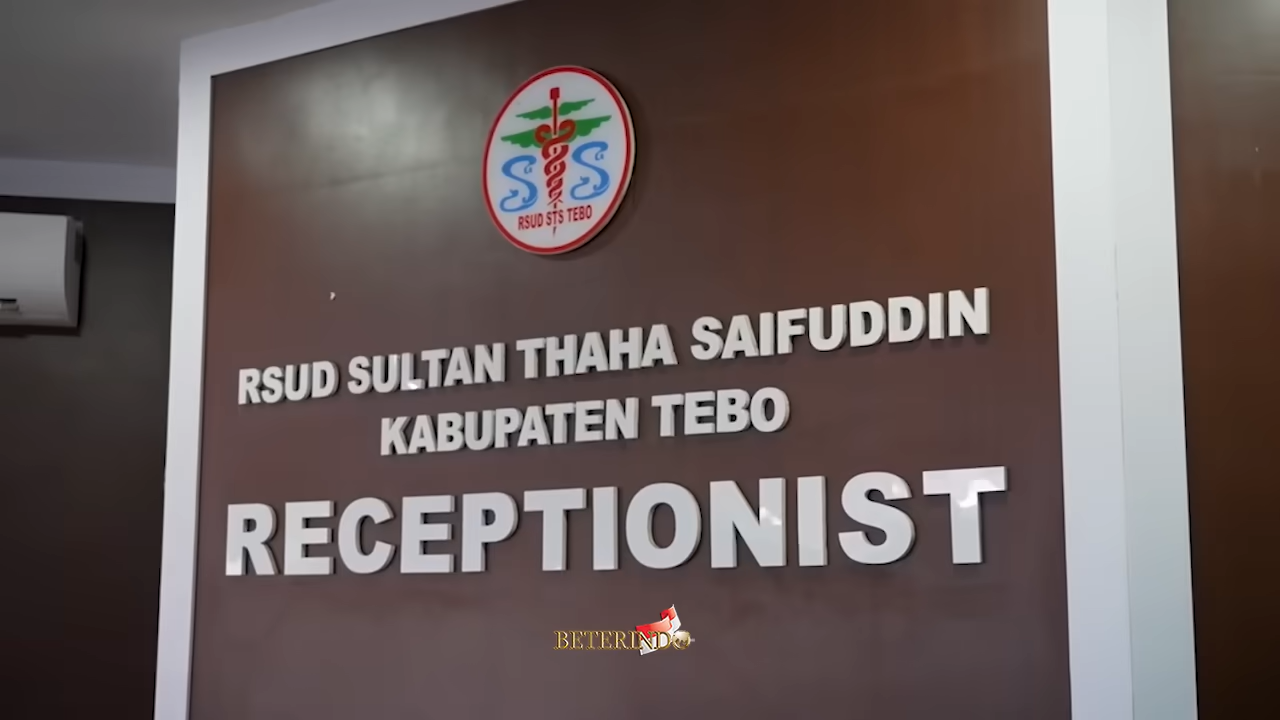 RSUD STS TEBO
RSUD SULTAN THAHA SAIFUDDIN
KABUPATEN TEBO
RECEPTIONIST
BETERINDO